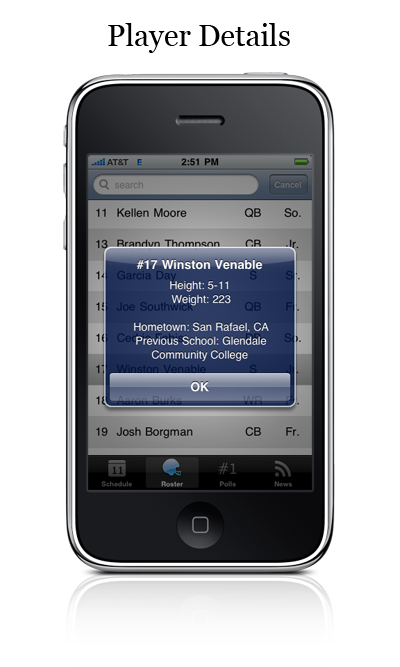 Player Details
AT&T E 2:51 PM
search Cancel
11 Kellen Moore QB So.
13 Brandyn Thompson CB Jr.
#17 Winston Venable
Height: 5-11
Weight: 223
Hometown: San Rafael, CA
Previous School: Glendale
Community College
OK
14 Garcia Day S Sr.
15 Joe Southwick QB Fr.
16
17 Winston Venable S Jr.
18 Aaron Burks WR Fr.
19 Josh Borgman CB Fr.
11
#1
Schedule Roster Polls News